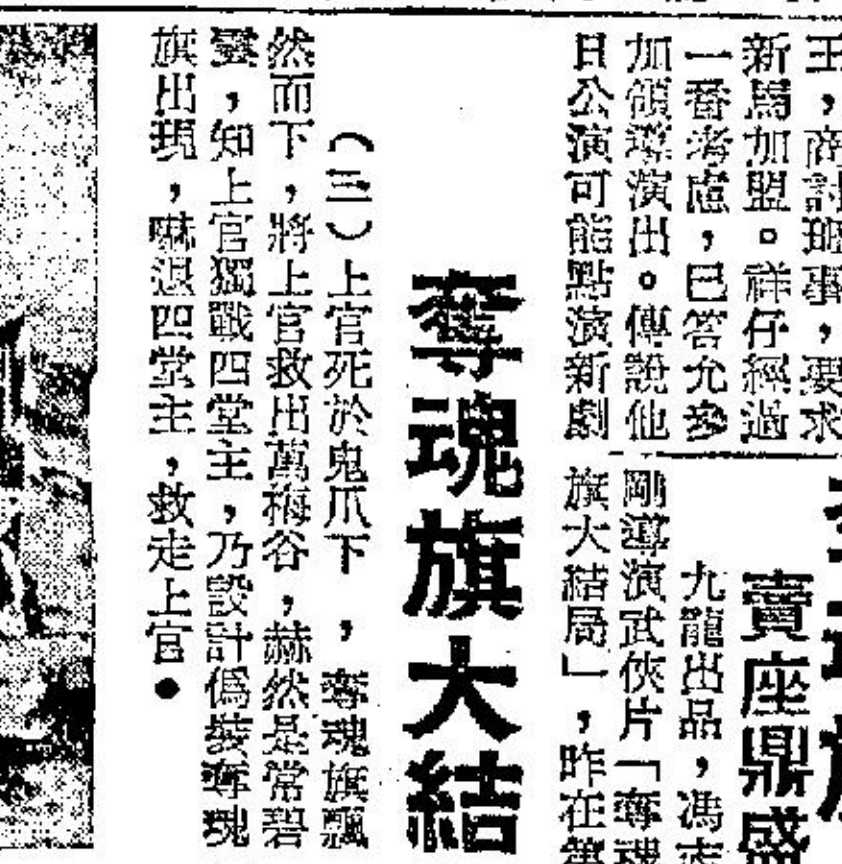 王，商討班事，要求
新馬加盟。祥仔經過
一番考慮，已答允參
加領導演出。傳說他
日公演可能點演新劇
賣座鼎盛
九龍出品，馮志
剛導演武俠片「奪魂
旗大結局」，昨在第
奪魂旗大結
（三）上官死於鬼爪下，奪魂旗飄
然而下，將上官救出萬梅谷，赫然是常碧
雲，知上官獨戰四堂主，乃設計僞裝奪魂
旗出現，嚇退四堂主，救走上官。